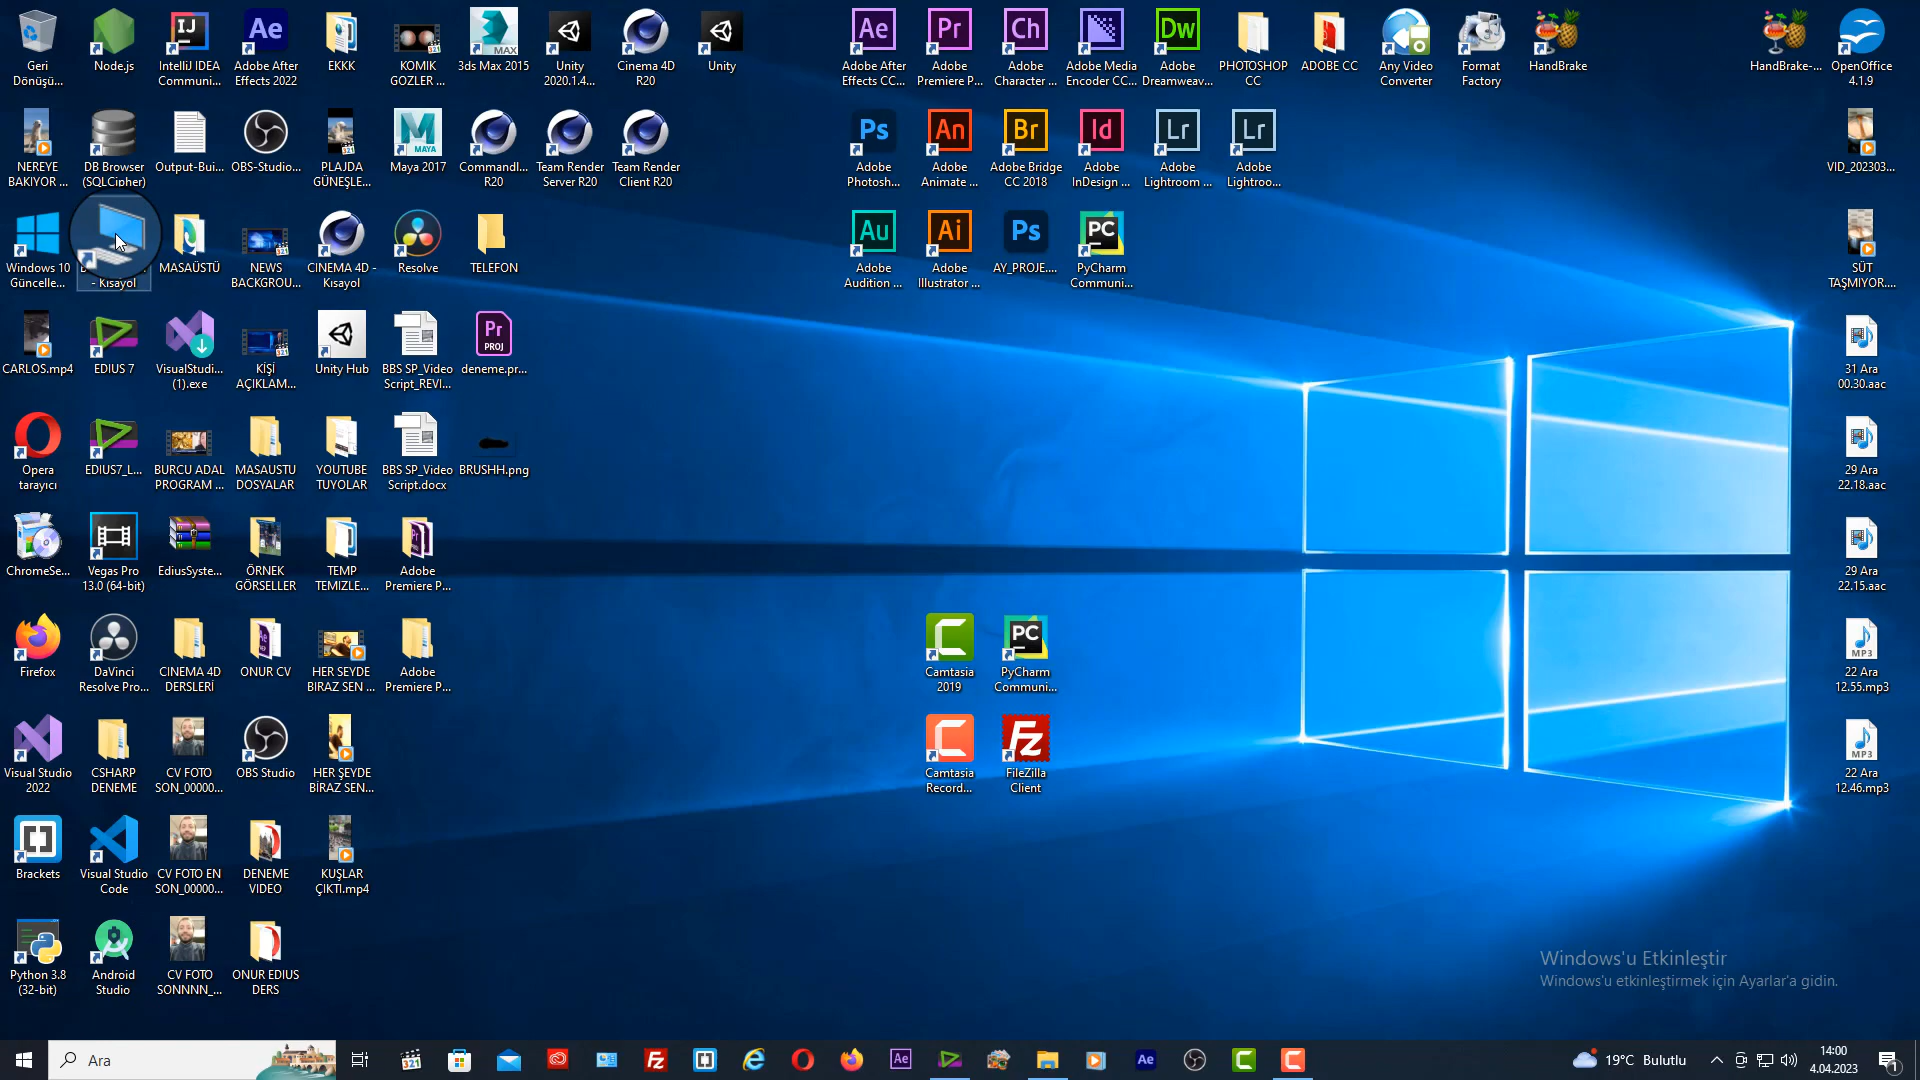 Geri
Dönüşü...
Node.js
IntelliJ IDEA
Communi...
Adobe After
Effects 2022
EKKK
KOMIK
GOZLER ...
3ds Max 2015
Unity
2020.1.4...
Cinema 4D
R20
Unity
Adobe After
Effects CC...
Adobe
Premiere P...
Adobe
Character ...
Adobe Media
Encoder CC...
Adobe
Dreamweav...
PHOTOSHOP
CC
ADOBE CC
Any Video
Converter
Format
Factory
HandBrake
HandBrake-...
OpenOffice
4.1.9
NEREYE
BAKIYOR ...
DB Browser
(SQLCipher)
Output-Bui...
OBS-Studio...
PLAJDA
GÜNEŞLE...
Maya 2017
Commandl...
R20
Team Render
Server R20
Team Render
Client R20
Adobe
Photosh...
Adobe
Animate ...
Adobe Bridge
CC 2018
Adobe
InDesign ...
Adobe
Lightroom ...
Adobe
Lightroo...
VID_202303...
Windows 10
Güncelle...
- Kısayol
MASAÜSTÜ
NEWS
BACKGROU...
CINEMA 4D -
Kısayol
Resolve
TELEFON
Adobe
Audition ...
Adobe
Illustrator ...
AY_PROJE....
PyCharm
Communi...
SÜT
TAŞMIYOR....
CARLOS.mp4
EDIUS 7
VisualStudi...
(1).exe
KİŞİ
AÇIKLAM...
Unity Hub
BBS SP_Video
Script_REVI...
deneme.pr...
31 Ara
00.30.aac
Opera
tarayıcı
EDIUS7_L...
BURCU ADAL
PROGRAM ...
MASAUSTU
DOSYALAR
YOUTUBE
TUYOLAR
BBS SP_Video
Script.docx
BRUSHH.png
29 Ara
22.18.aac
ChromeSe...
Vegas Pro
13.0 (64-bit)
EdiusSyste...
ÖRNEK
GÖRSELLER
TEMP
TEMIZLE...
Adobe
Premiere P...
29 Ara
22.15.aac
Firefox
DaVinci
Resolve Pro...
CINEMA 4D
DERSLERİ
ONUR CV
HER SEYDE
BIRAZ SEN ...
Adobe
Premiere P...
Camtasia
2019
PyCharm
Communi...
22 Ara
12.55.mp3
Visual Studio
2022
CSHARP
DENEME
CV FOTO
SON_00000...
OBS Studio
HER ŞEYDE
BİRAZ SEN...
Camtasia
Record...
FileZilla
Client
22 Ara
12.46.mp3
Brackets
Visual Studio
Code
CV FOTO EN
SON_00000...
DENEME
VIDEO
KUŞLAR
ÇIKTI.mp4
Python 3.8
(32-bit)
Android
Studio
CV FOTO
SONNNN_...
ONUR EDIUS
DERS
Windows'u Etkinleştir
Windows'u etkinleştirmek için Ayarlar'a gidin.
Ara
19°C Bulutlu
14:00
4.04.2023